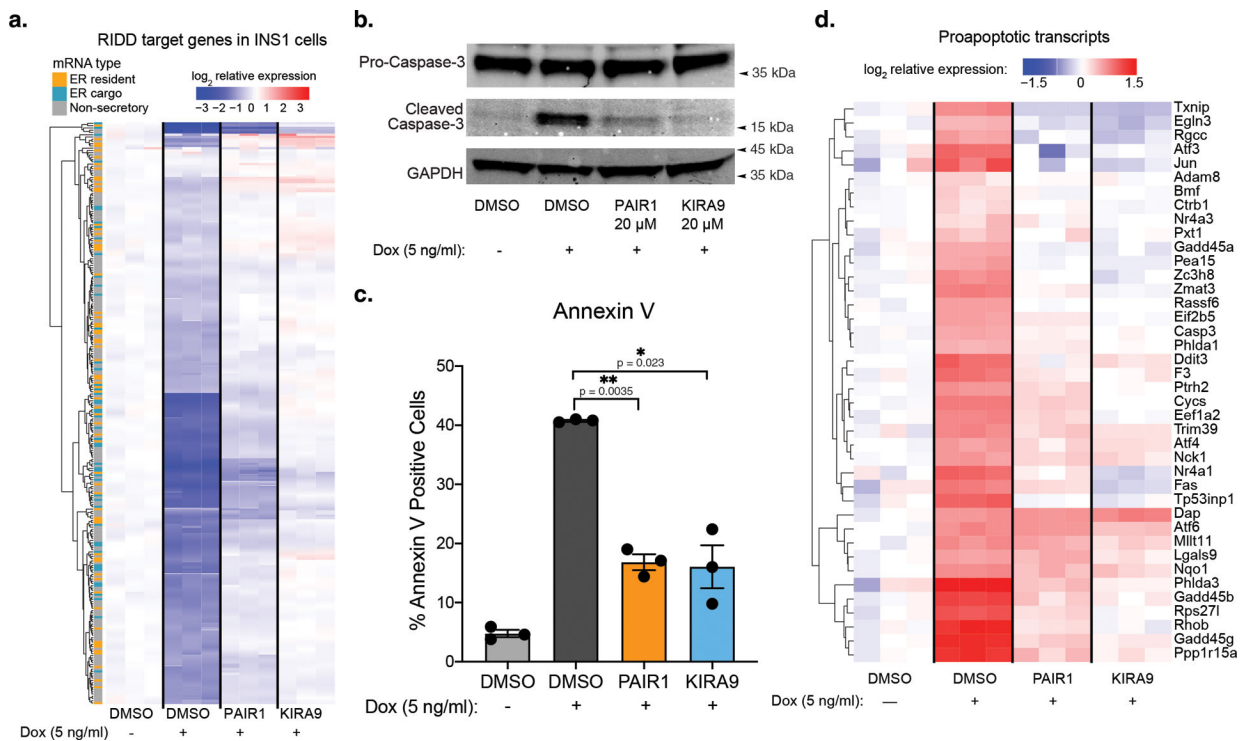 a.
RIDD target genes in INS1 cells
mRNA type
ER resident
ER cargo
Non-secretory
log2 relative expression
−3 −2 −1 0 1 2 3
DMSO DMSO PAIR1 KIRA9
Dox (5 ng/ml): - + + +
b.
Pro-Caspase-3
35 kDa
Cleaved
Caspase-3
15 kDa
45 kDa
GAPDH
35 kDa
DMSO DMSO PAIR1 KIRA9
20 µM 20 µM
Dox (5 ng/ml): - + + +
c.
Annexin V
% Annexin V Positive Cells
50
40
30
20
10
0
*
p = 0.023
**
p = 0.0035
DMSO DMSO PAIR1 KIRA9
Dox (5 ng/ml): - + + +
d.
Proapoptotic transcripts
log2 relative expression:
−1.5 0 1.5
Txnip
Egln3
Rgcc
Atf3
Jun
Adam8
Bmf
Ctrb1
Nr4a3
Pxt1
Gadd45a
Pea15
Zc3h8
Zmat3
Rassf6
Eif2b5
Casp3
Phlda1
Ddit3
F3
Ptrh2
Cycs
Eef1a2
Trim39
Atf4
Nck1
Nr4a1
Fas
Tp53inp1
Dap
Atf6
Mllt11
Lgals9
Nqo1
Phlda3
Gadd45b
Rps27l
Rhob
Gadd45g
Ppp1r15a
DMSO DMSO PAIR1 KIRA9
Dox (5 ng/ml): — + + +